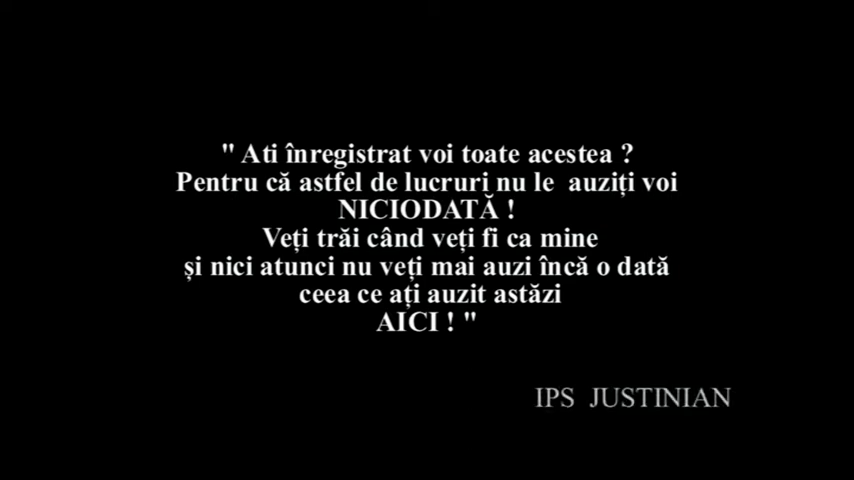 " Ati înregistrat voi toate acestea ?
Pentru că astfel de lucruri nu le auziți voi
NICIODATĂ !
Veți trăi când veți fi ca mine
și nici atunci nu veți mai auzi încă o dată
ceea ce ați auzit astăzi
AICI ! "
IPS JUSTINIAN